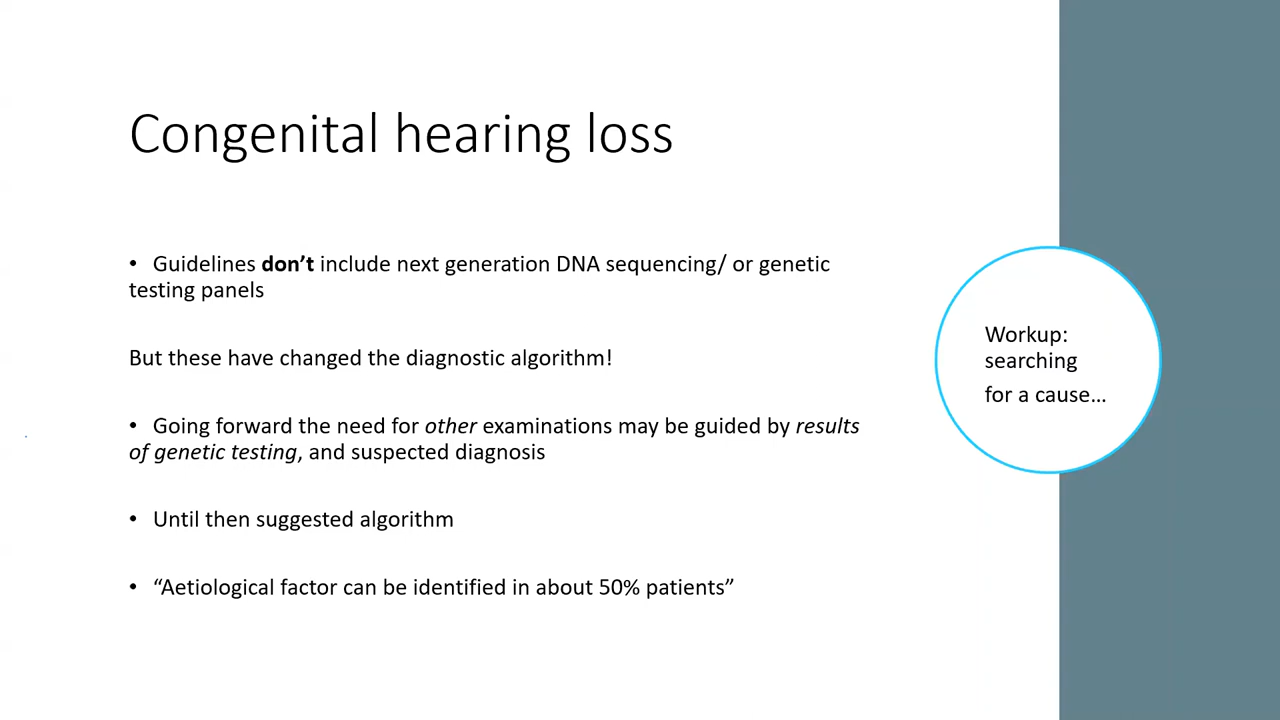 Congenital hearing loss
• Guidelines don’t include next generation DNA sequencing/ or genetic
testing panels
But these have changed the diagnostic algorithm!
• Going forward the need for other examinations may be guided by results
of genetic testing, and suspected diagnosis
• Until then suggested algorithm
• “Aetiological factor can be identified in about 50% patients”
Workup:
searching
for a cause…